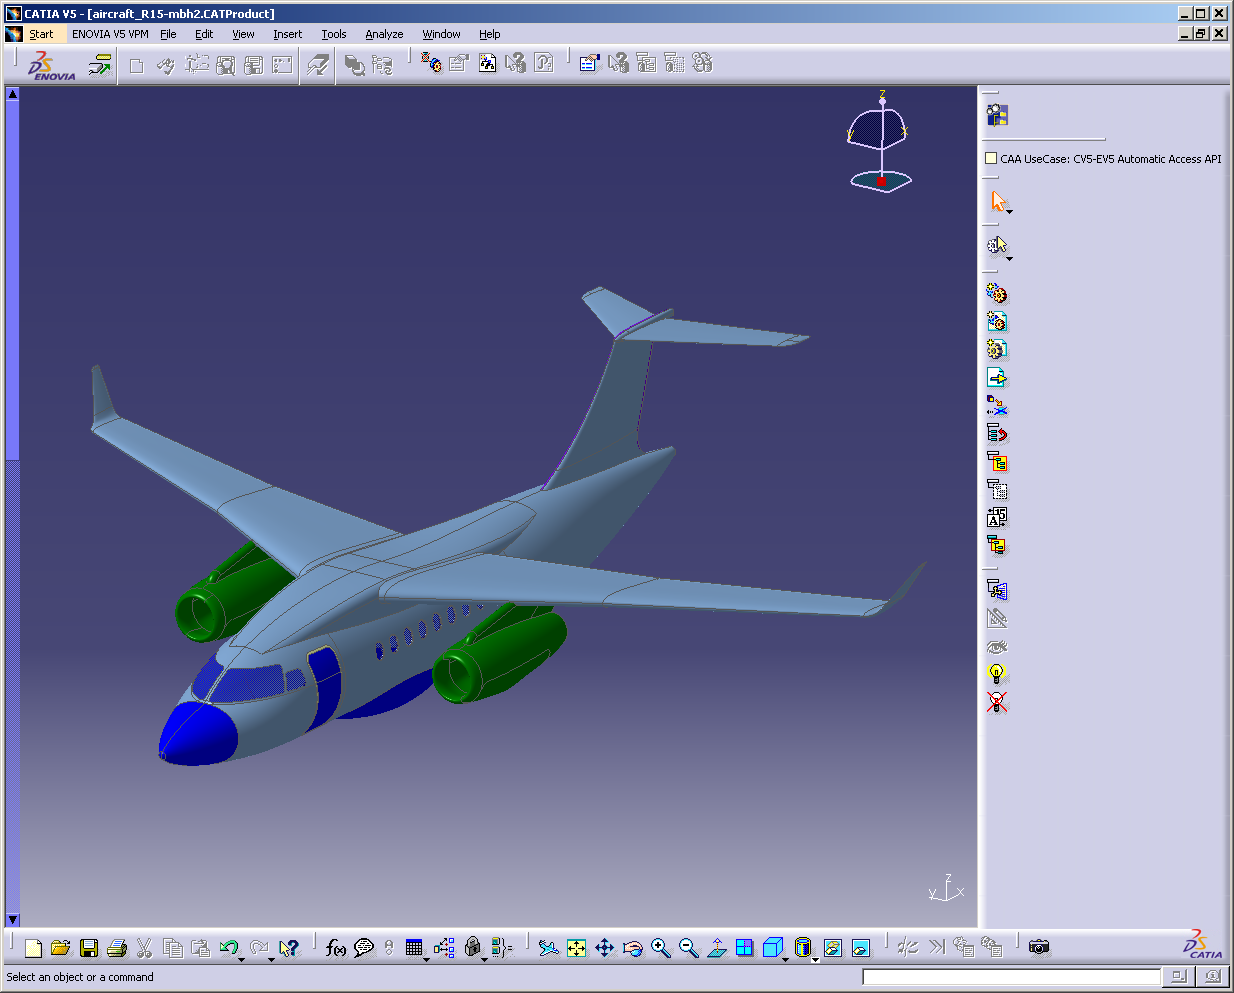 CATIA V5 - [aircraft_R15-mbh2.CATProduct]
Start ENOVIA V5 VPM File Edit View Insert Tools Analyze Window Help
ENOVIA
z
y x
CAA UseCase: CV5-EV5 Automatic Access API
z
y x
f(x)
CATIA
Select an object or a command